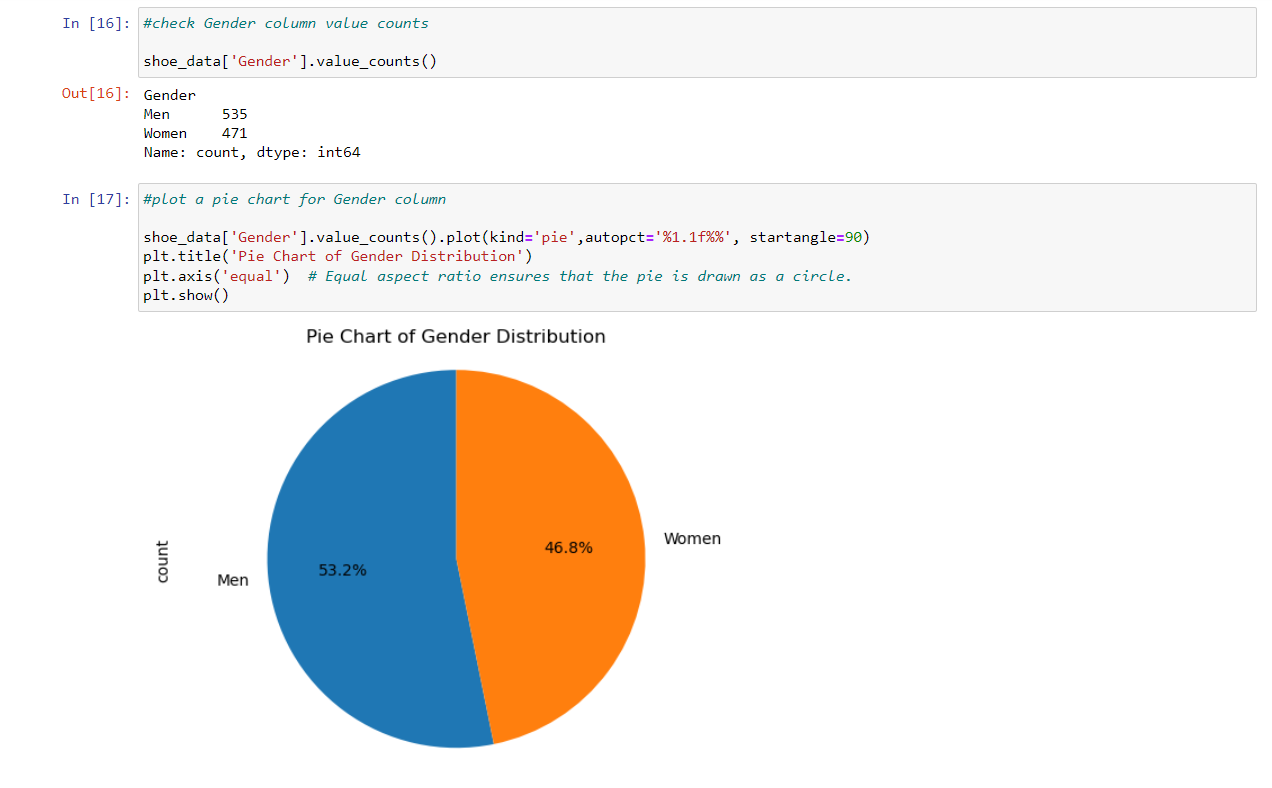 In [16]: #check Gender column value counts
shoe_data['Gender'].value_counts()
Out[16]: Gender
Men      535
Women    471
Name: count, dtype: int64
In [17]: #plot a pie chart for Gender column
shoe_data['Gender'].value_counts().plot(kind='pie',autopct='%1.1f%%', startangle=90)
plt.title('Pie Chart of Gender Distribution')
plt.axis('equal')  # Equal aspect ratio ensures that the pie is drawn as a circle.
plt.show()
Pie Chart of Gender Distribution
Women
46.8%
count
53.2%
Men